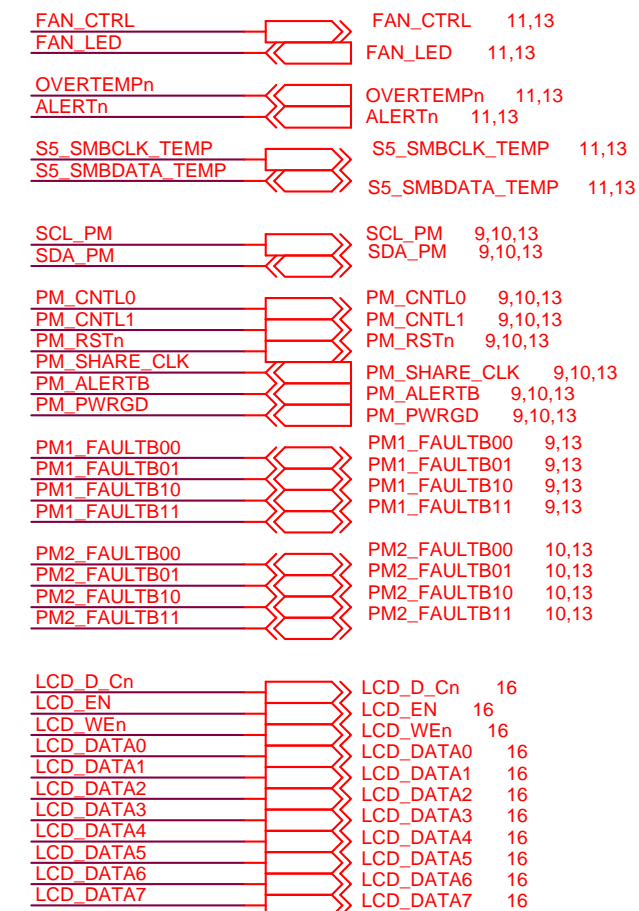 FAN_CTRL FAN_CTRL 11,13
FAN_LED FAN_LED 11,13
OVERTEMPn OVERTEMPn 11,13
ALERTn ALERTn 11,13
S5_SMBCLK_TEMP S5_SMBCLK_TEMP 11,13
S5_SMBDATA_TEMP S5_SMBDATA_TEMP 11,13
SCL_PM SCL_PM 9,10,13
SDA_PM SDA_PM 9,10,13
PM_CNTL0 PM_CNTL0 9,10,13
PM_CNTL1 PM_CNTL1 9,10,13
PM_RSTn PM_RSTn 9,10,13
PM_SHARE_CLK PM_SHARE_CLK 9,10,13
PM_ALERTB PM_ALERTB 9,10,13
PM_PWRGD PM_PWRGD 9,10,13
PM1_FAULTB00 PM1_FAULTB00 9,13
PM1_FAULTB01 PM1_FAULTB01 9,13
PM1_FAULTB10 PM1_FAULTB10 9,13
PM1_FAULTB11 PM1_FAULTB11 9,13
PM2_FAULTB00 PM2_FAULTB00 10,13
PM2_FAULTB01 PM2_FAULTB01 10,13
PM2_FAULTB10 PM2_FAULTB10 10,13
PM2_FAULTB11 PM2_FAULTB11 10,13
LCD_D_Cn LCD_D_Cn 16
LCD_EN LCD_EN 16
LCD_WEn LCD_WEn 16
LCD_DATA0 LCD_DATA0 16
LCD_DATA1 LCD_DATA1 16
LCD_DATA2 LCD_DATA2 16
LCD_DATA3 LCD_DATA3 16
LCD_DATA4 LCD_DATA4 16
LCD_DATA5 LCD_DATA5 16
LCD_DATA6 LCD_DATA6 16
LCD_DATA7 LCD_DATA7 16